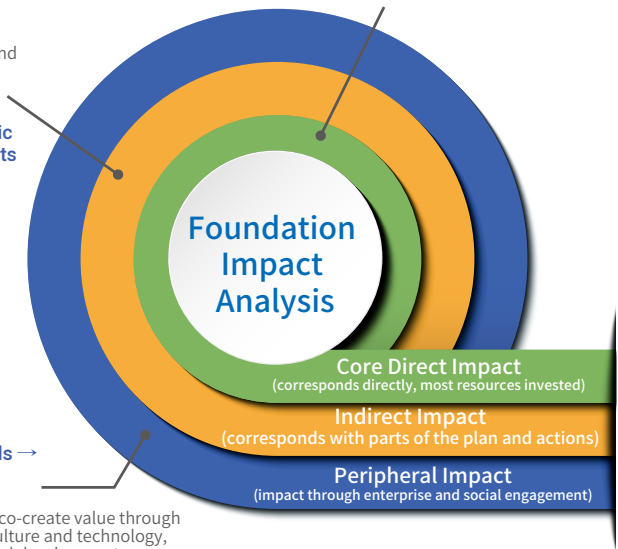 Foundation
Impact
Analysis
Core Direct Impact
(corresponds directly, most resources invested)
Indirect Impact
(corresponds with parts of the plan and actions)
→
Peripheral Impact
(impact through enterprise and social engagement)
co-create value through
and technology,